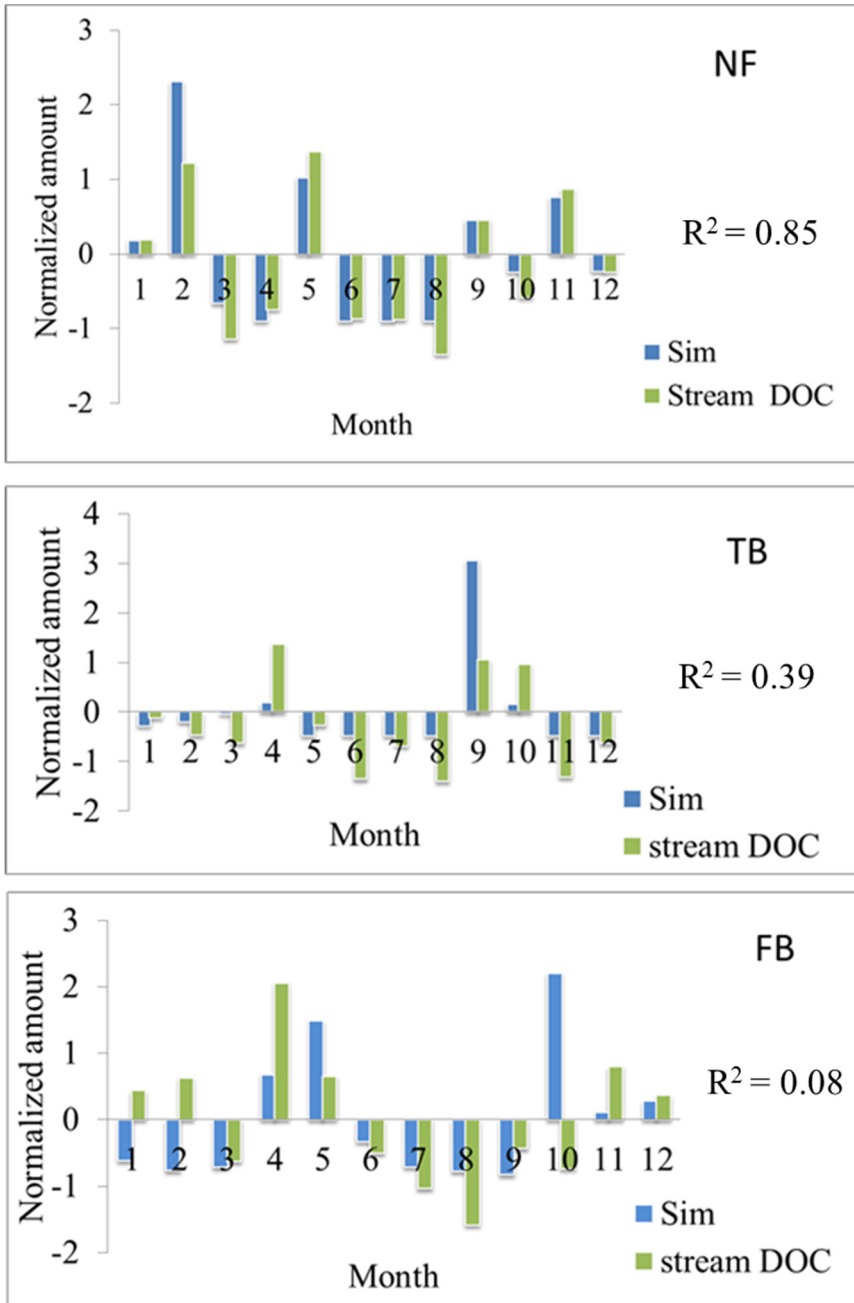 NF
Normalized amount
3
2
1
0
-1
-2
1 2 3 4 5 6 7 8 9 10 11 12
Month
R² = 0.85
Sim
Stream DOC
TB
Normalized amount
4
3
2
1
0
-1
-2
1 2 3 4 5 6 7 8 9 10 11 12
Month
R² = 0.39
Sim
stream DOC
FB
Normalized amount
3
2
1
0
-1
-2
1 2 3 4 5 6 7 8 9 10 11 12
Month
R² = 0.08
Sim
stream DOC